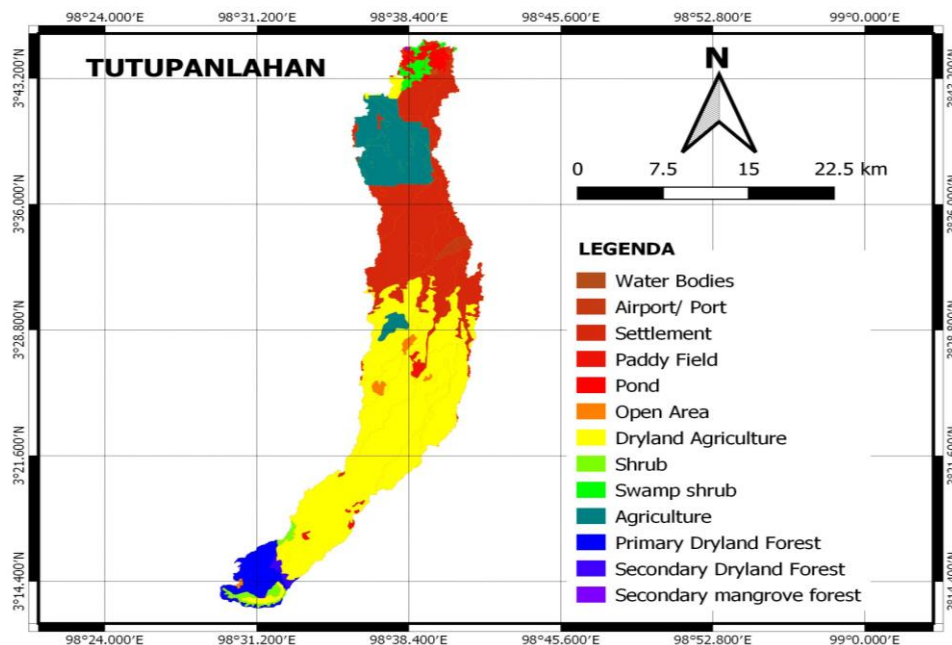 98°24.000′E 98°31.200′E 98°38.400′E 98°45.600′E 98°52.800′E 99°0.000′E
TUTUPANLAHAN
N
3°43.200′N
0 7.5 15 22.5 km
3°36.000′N
LEGENDA
Water Bodies
Airport/ Port
Settlement
Paddy Field
Pond
Open Area
Dryland Agriculture
Shrub
Swamp shrub
Agriculture
Primary Dryland Forest
Secondary Dryland Forest
Secondary mangrove forest
3°28.800′N
3°21.600′N
3°14.400′N
98°24.000′E 98°31.200′E 98°38.400′E 98°45.600′E 98°52.800′E 99°0.000′E